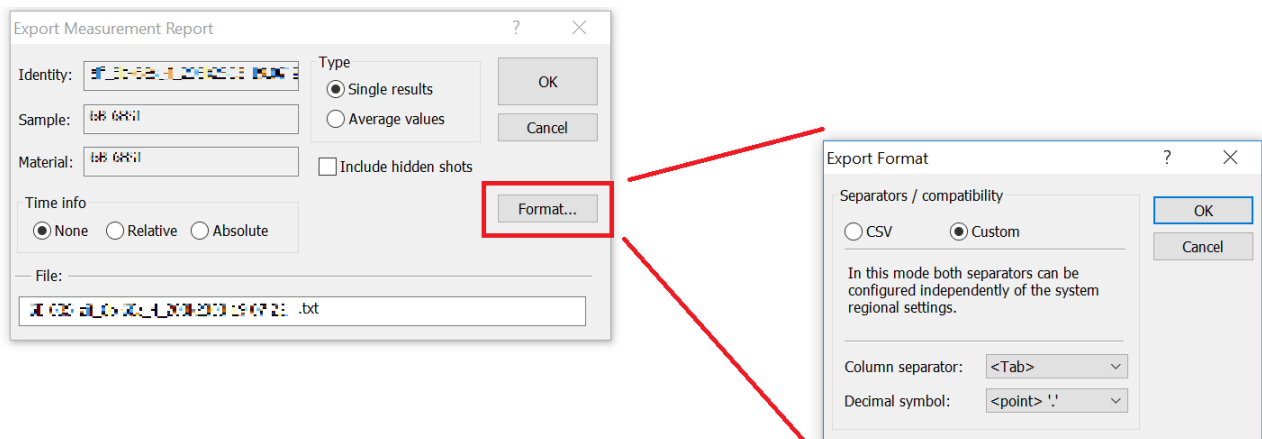 Export Measurement Report ?
Identity:
Type
Single results
Average values
OK
Cancel
Sample:
Material:
Include hidden shots
Time info
None Relative Absolute
Format...
File:
.txt
Export Format ?
Separators / compatibility
CSV Custom
OK
Cancel
In this mode both separators can be
configured independently of the system
regional settings.
Column separator: <Tab>
Decimal symbol: <point> '.'